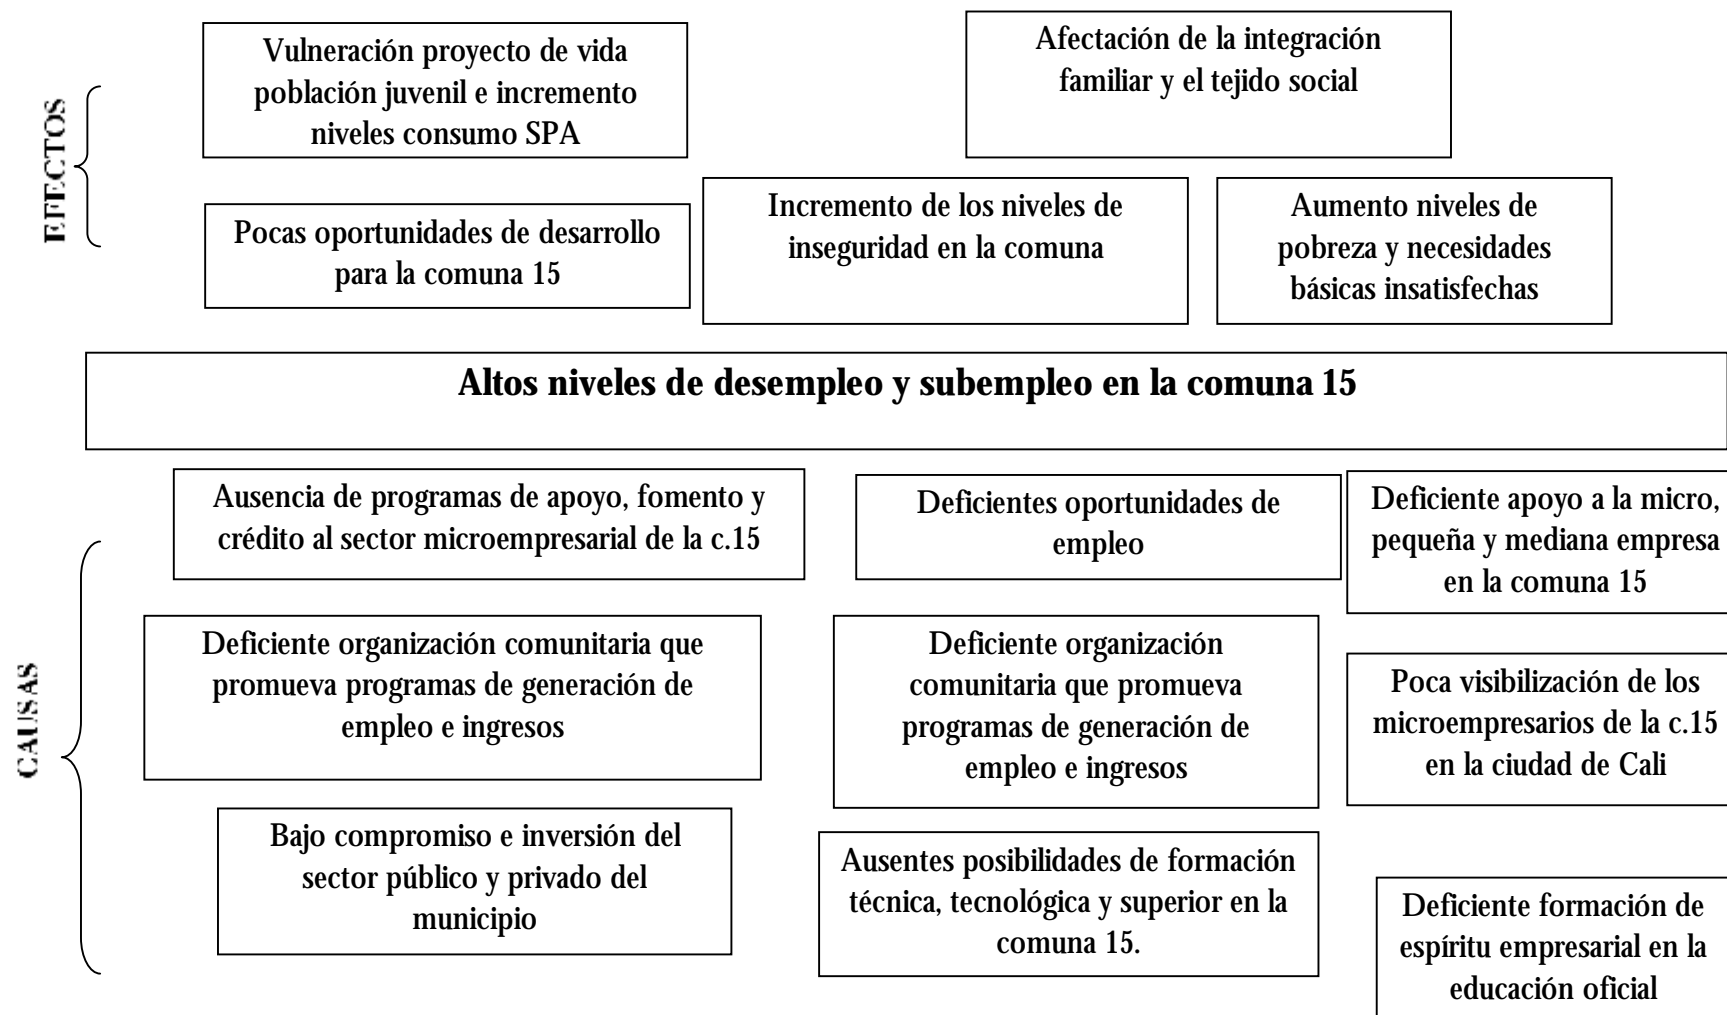 EFECTOS
Vulneración proyecto de vida
población juvenil e incremento
niveles consumo SPA
Afectación de la integración
familiar y el tejido social
Pocas oportunidades de desarrollo
para la comuna 15
Incremento de los niveles de
inseguridad en la comuna
Aumento niveles de
pobreza y necesidades
básicas insatisfechas
Altos niveles de desempleo y subempleo en la comuna 15
CAUSAS
Ausencia de programas de apoyo, fomento y
crédito al sector microempresarial de la c.15
Deficientes oportunidades de
empleo
Deficiente apoyo a la micro,
pequeña y mediana empresa
en la comuna 15
Deficiente organización comunitaria que
promueva programas de generación de
empleo e ingresos
Deficiente organización
comunitaria que promueva
programas de generación de
empleo e ingresos
Poca visibilización de los
microempresarios de la c.15
en la ciudad de Cali
Bajo compromiso e inversión del
sector público y privado del
municipio
Ausentes posibilidades de formación
técnica, tecnológica y superior en la
comuna 15.
Deficiente formación de
espíritu empresarial en la
educación oficial